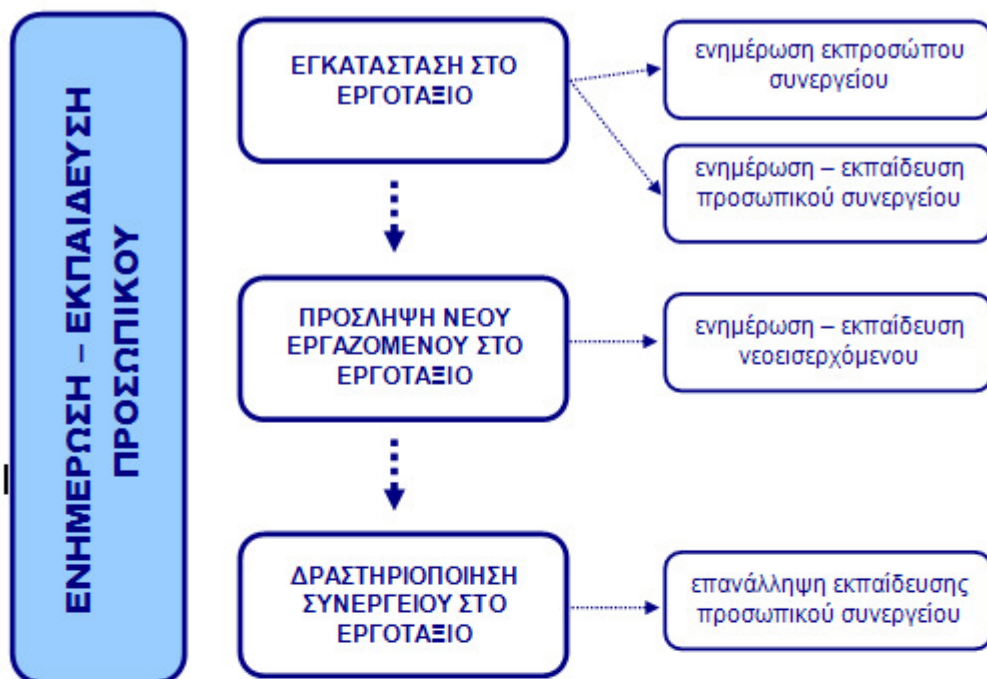 ΕΝΗΜΕΡΩΣΗ – ΕΚΠΑΙΔΕΥΣΗ
ΠΡΟΣΩΠΙΚΟΥ
ΕΓΚΑΤΑΣΤΑΣΗ ΣΤΟ
ΕΡΓΟΤΑΞΙΟ
ενημέρωση εκπροσώπου
συνεργείου
ενημέρωση – εκπαίδευση
προσωπικού συνεργείου
ΠΡΟΣΛΗΨΗ ΝΕΟΥ
ΕΡΓΑΖΟΜΕΝΟΥ ΣΤΟ
ΕΡΓΟΤΑΞΙΟ
ενημέρωση – εκπαίδευση
νεοεισερχόμενου
ΔΡΑΣΤΗΡΙΟΠΟΙΗΣΗ
ΣΥΝΕΡΓΕΙΟΥ ΣΤΟ
ΕΡΓΟΤΑΞΙΟ
επανάλληψη εκπαίδευσης
προσωπικού συνεργείου